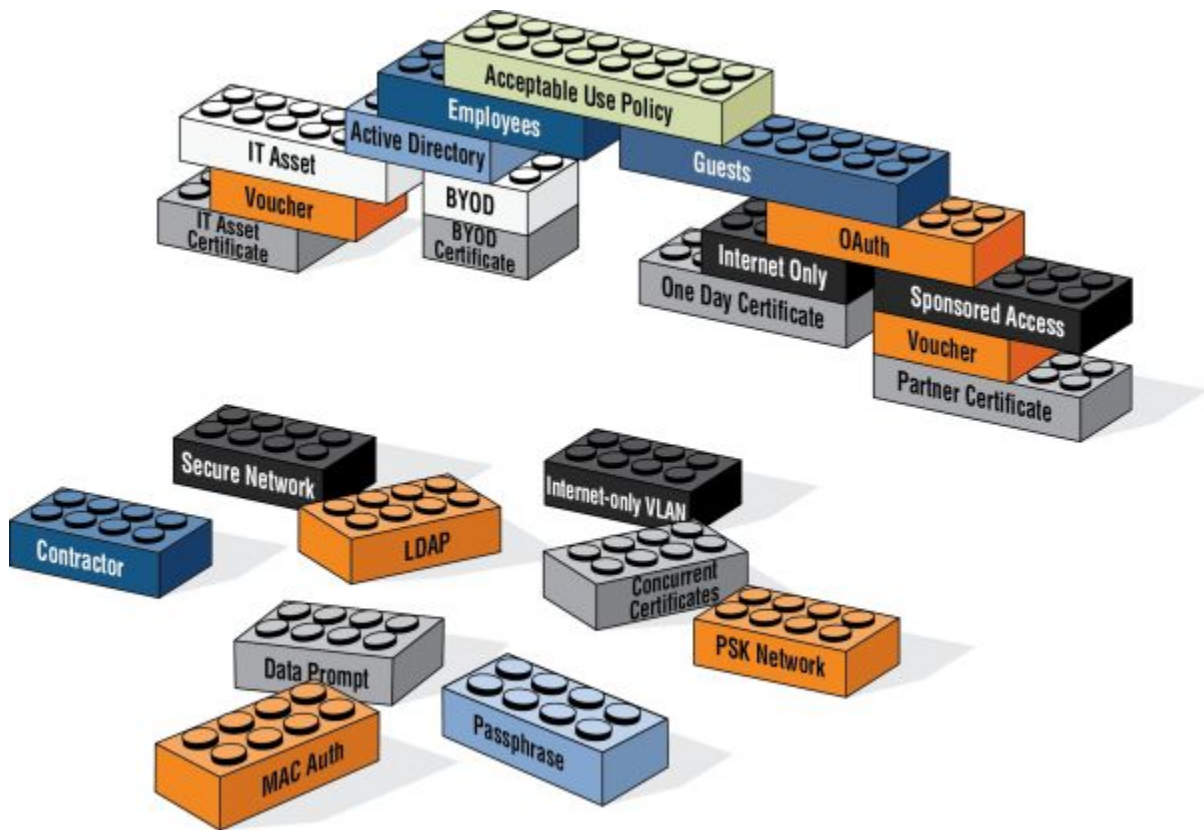 Acceptable Use Policy
Employees
Active Directory
IT Asset
Voucher
IT Asset
Certificate
BYOD
BYOD
Certificate
Guests
OAuth
Internet Only
One Day Certificate
Sponsored Access
Voucher
Partner Certificate
Secure Network
Internet-only VLAN
Contractor
LDAP
Concurrent
Certificates
PSK Network
Data Prompt
MAC Auth
Passphrase